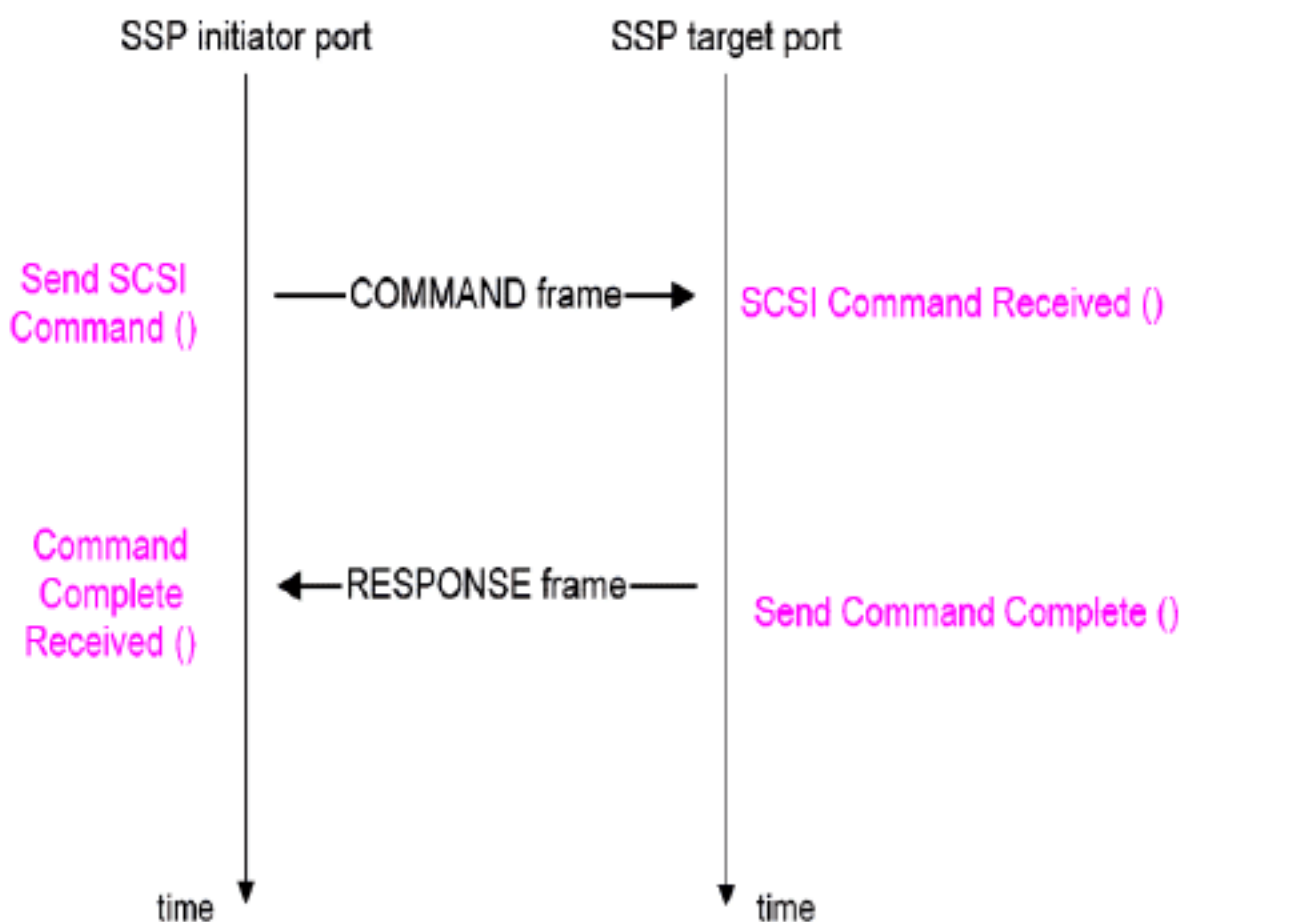 SSP initiator port
SSP target port
Send SCSI
Command ()
COMMAND frame
SCSI Command Received ()
Command
Complete
Received ()
RESPONSE frame
Send Command Complete ()
time
time